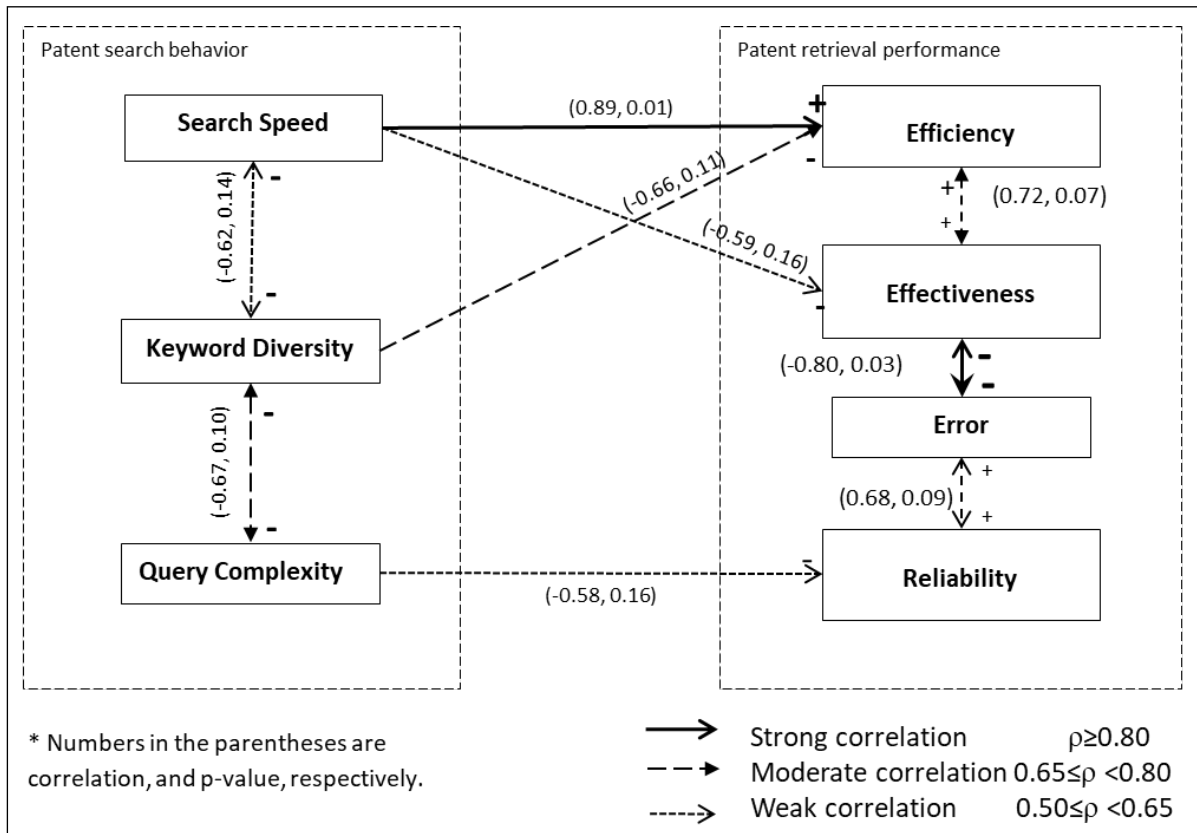 Patent search behavior
Patent retrieval performance
Search Speed
(0.89, 0.01)
+
Efficiency
-
-
(-0.62, 0.14)
-
(-0.66, 0.11)
+
(0.72, 0.07)
+
(-0.59, 0.16)
Effectiveness
-
Keyword Diversity
(-0.80, 0.03)
-
-
-
(-0.67, 0.10)
-
Error
+
(0.68, 0.09)
+
Query Complexity
(-0.58, 0.16)
-
Reliability
* Numbers in the parentheses are
correlation, and p-value, respectively.
Strong correlation ρ≥0.80
Moderate correlation 0.65≤ρ <0.80
Weak correlation 0.50≤ρ <0.65